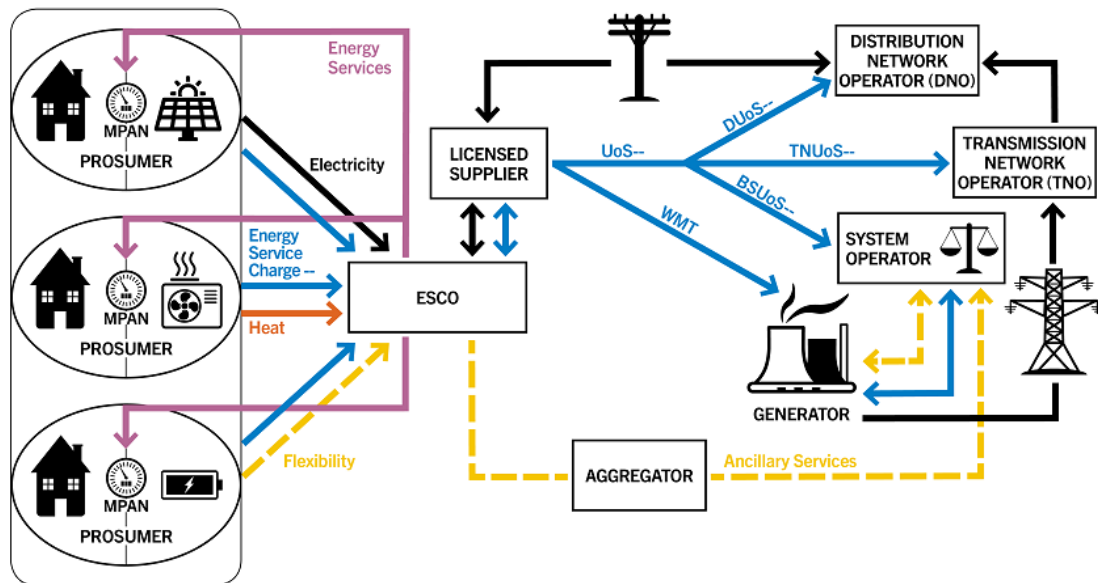 Energy
Services
MPAN
PROSUMER
Electricity
MPAN
PROSUMER
Energy
Service
Charge --
Heat
MPAN
PROSUMER
Flexibility
ESCO
LICENSED
SUPPLIER
UoS--
DUoS--
TNUoS--
BSUoS--
WMT
DISTRIBUTION
NETWORK
OPERATOR (DNO)
TRANSMISSION
NETWORK
OPERATOR (TNO)
SYSTEM
OPERATOR
GENERATOR
AGGREGATOR
Ancillary Services